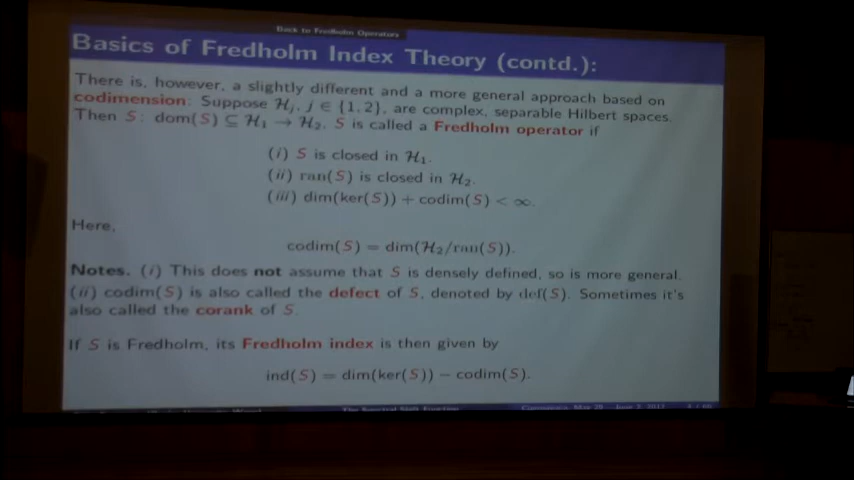 Back to Fredholm Operators
Basics of Fredholm Index Theory (contd.):
There is, however, a slightly different and a more general approach based on
codimension: Suppose ℋⱼ, j ∈ {1, 2}, are complex, separable Hilbert spaces.
Then S : dom(S) ⊆ ℋ₁ → ℋ₂, S is called a Fredholm operator if
(i) S is closed in ℋ₁.
(ii) ran(S) is closed in ℋ₂.
(iii) dim(ker(S)) + codim(S) < ∞.
Here,
codim(S) = dim(ℋ₂/ran(S)).
Notes. (i) This does not assume that S is densely defined, so is more general.
(ii) codim(S) is also called the defect of S, denoted by def(S). Sometimes it's
also called the corank of S.
If S is Fredholm, its Fredholm index is then given by
ind(S) = dim(ker(S)) − codim(S).
The Spectral Shift Function